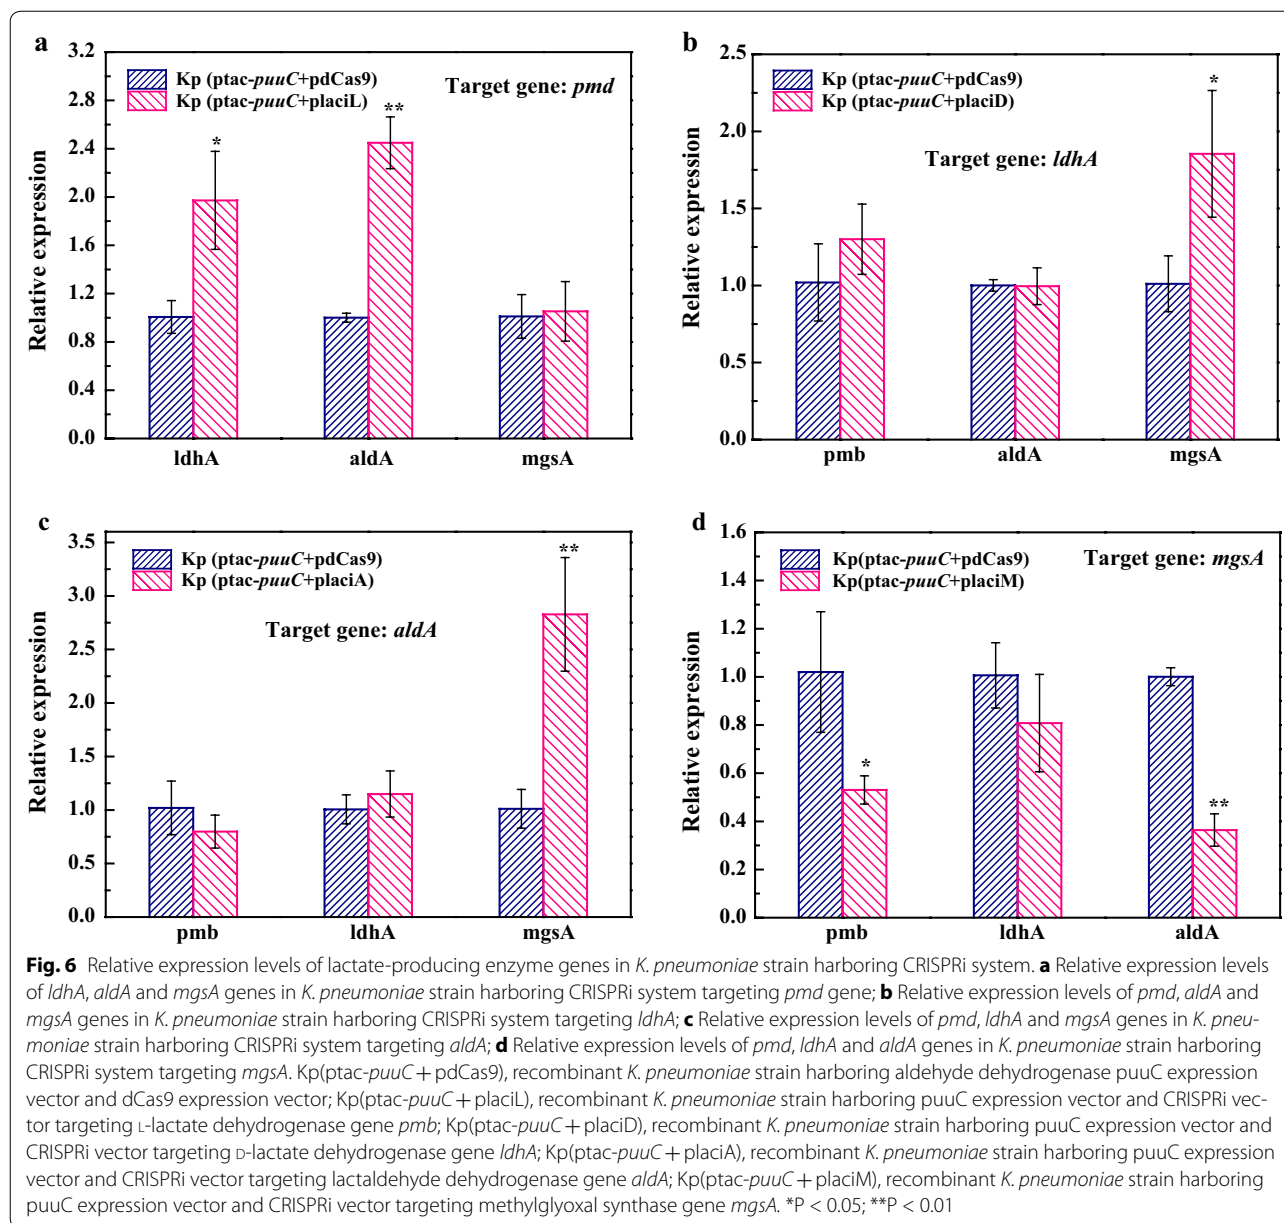 a
3.2
2.8
2.4
2.0
1.6
1.2
0.8
0.4
0.0
Relative expression
Kp (ptac-puuC+pdCas9)
Kp (ptac-puuC+placiL)
Target gene: pmd
*
**
ldhA aldA mgsA
b
2.5
2.0
1.5
1.0
0.5
0.0
Relative expression
Kp (ptac-puuC+pdCas9)
Kp (ptac-puuC+placiD)
Target gene: ldhA
*
pmb aldA mgsA
c
3.5
3.0
2.5
2.0
1.5
1.0
0.5
0.0
Relative expression
Kp (ptac-puuC+pdCas9)
Kp (ptac-puuC+placiA)
Target gene: aldA
**
pmb ldhA mgsA
d
1.6
1.4
1.2
1.0
0.8
0.6
0.4
0.2
0.0
Relative expression
Kp(ptac-puuC+pdCas9)
Kp(ptac-puuC+placiM)
Target gene: mgsA
*
**
pmb ldhA aldA
Fig. 6 Relative expression levels of lactate-producing enzyme genes in K. pneumoniae strain harboring CRISPRi system. a Relative expression levels
of ldhA, aldA and mgsA genes in K. pneumoniae strain harboring CRISPRi system targeting pmd gene; b Relative expression levels of pmd, aldA and
mgsA genes in K. pneumoniae strain harboring CRISPRi system targeting ldhA; c Relative expression levels of pmd, ldhA and mgsA genes in K. pneu-
moniae strain harboring CRISPRi system targeting aldA; d Relative expression levels of pmd, ldhA and aldA genes in K. pneumoniae strain harboring
CRISPRi system targeting mgsA. Kp(ptac-puuC + pdCas9), recombinant K. pneumoniae strain harboring aldehyde dehydrogenase puuC expression
vector and dCas9 expression vector; Kp(ptac-puuC + placiL), recombinant K. pneumoniae strain harboring puuC expression vector and CRISPRi vec-
tor targeting L-lactate dehydrogenase gene pmb; Kp(ptac-puuC + placiD), recombinant K. pneumoniae strain harboring puuC expression vector and
CRISPRi vector targeting D-lactate dehydrogenase gene ldhA; Kp(ptac-puuC + placiA), recombinant K. pneumoniae strain harboring puuC expression
vector and CRISPRi vector targeting lactaldehyde dehydrogenase gene aldA; Kp(ptac-puuC + placiM), recombinant K. pneumoniae strain harboring
puuC expression vector and CRISPRi vector targeting methylglyoxal synthase gene mgsA. *P < 0.05; **P < 0.01